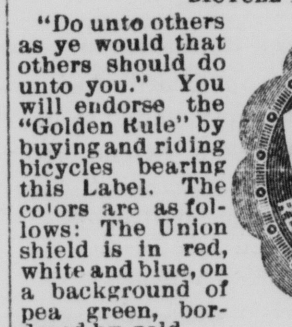 "Do unto others
as ye would that
others should do
unto you." You
will endorse the
"Golden Rule" by
buying and riding
bicycles bearing
this Label. The
colors are as fol-
lows: The Union
shield is in red,
white and blue, on
a background of
pea green, bor-